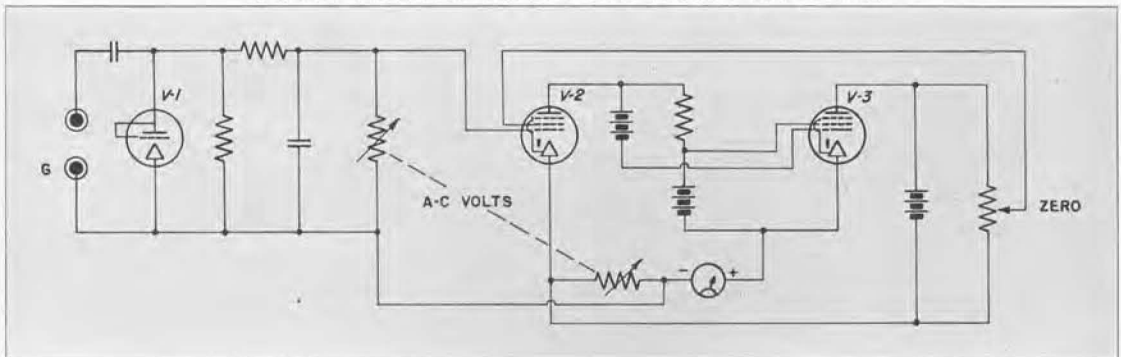 V-1
V-2
V-3
G
A-C VOLTS
ZERO
- +